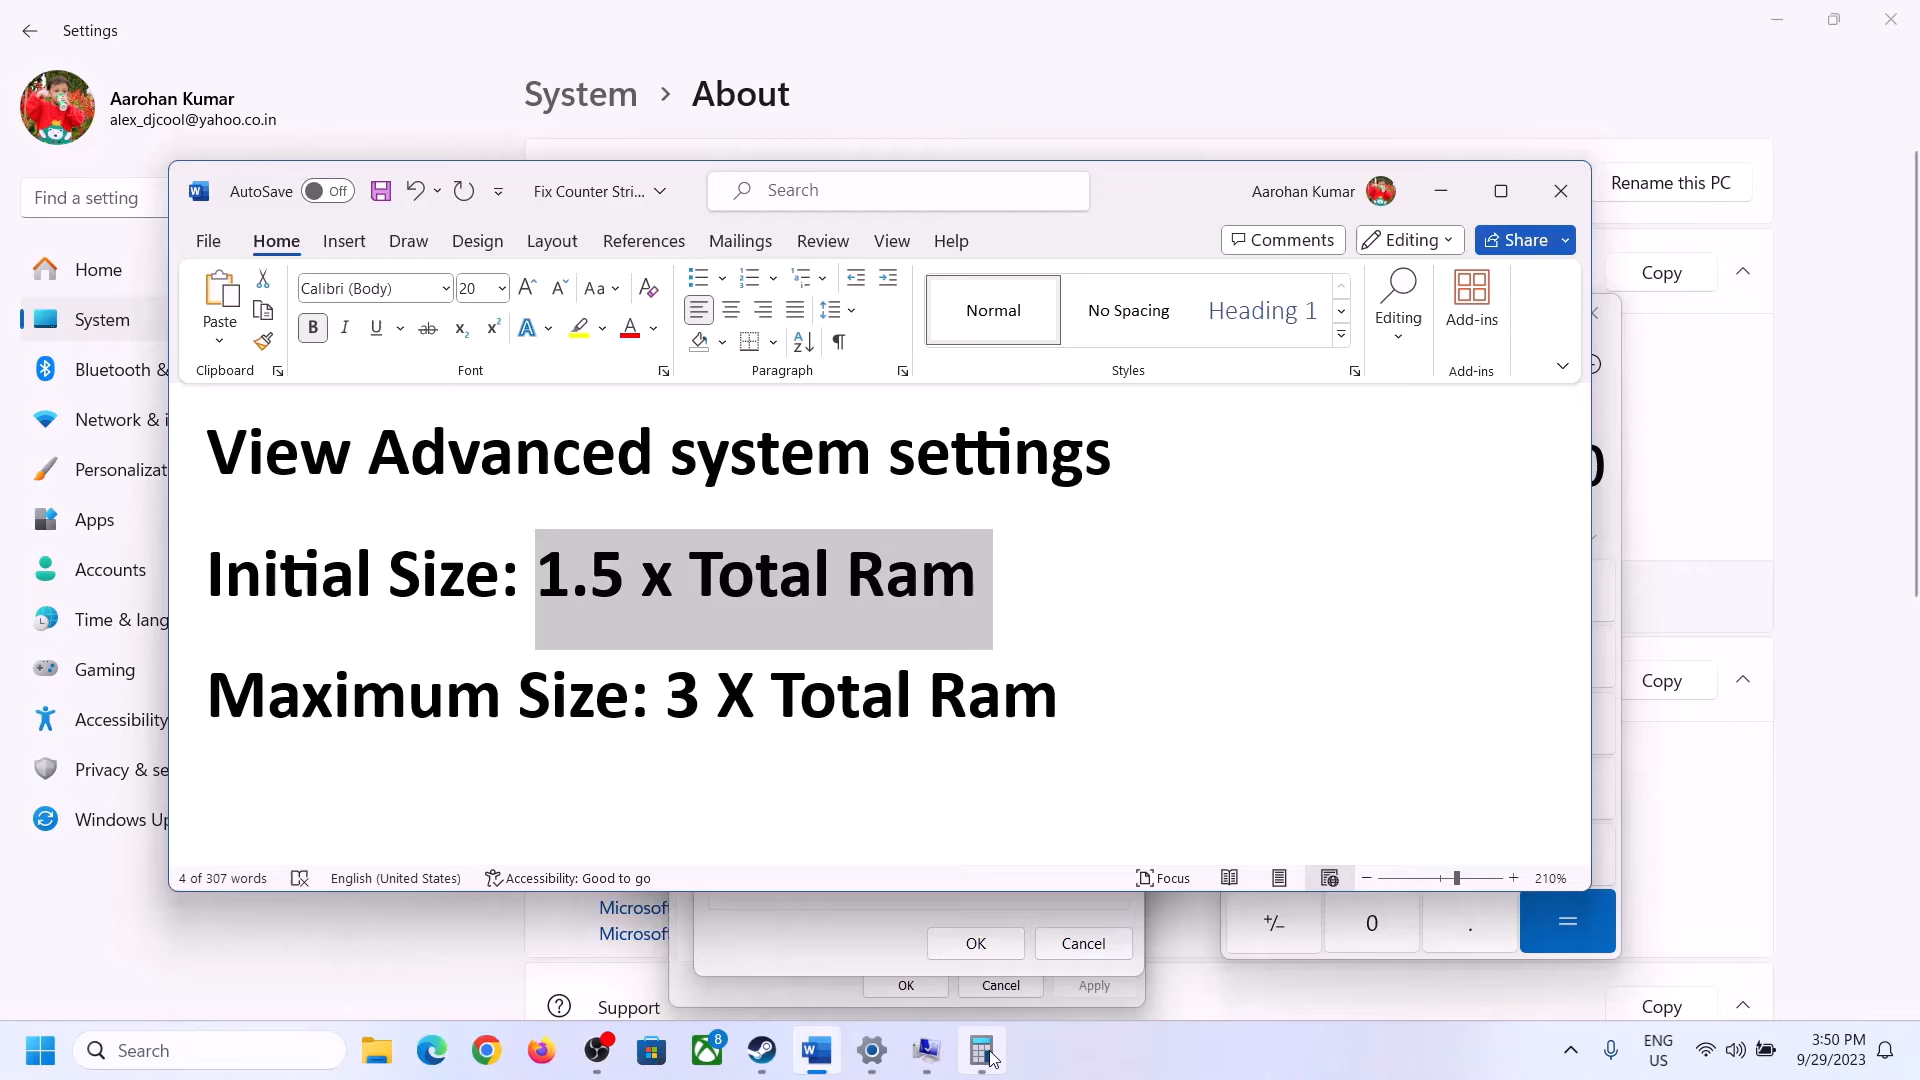 Settings
Aarohan Kumar
alex_djcool@yahoo.co.in
System > About
Find a setting
Home
System
Bluetooth &
Network & i
Personalizat
Apps
Accounts
Time & lang
Gaming
Accessibility
Privacy & se
Windows Up
Rename this PC
Copy
AutoSave Off
Fix Counter Stri...
Search
Aarohan Kumar
File Home Insert Draw Design Layout References Mailings Review View Help
Comments Editing Share
Paste
Clipboard
Calibri (Body) 20
Font
Paragraph
Normal
No Spacing
Heading 1
Styles
Editing
Add-ins
Add-ins
View Advanced system settings
Initial Size: 1.5 x Total Ram
Maximum Size: 3 X Total Ram
4 of 307 words English (United States) Accessibility: Good to go Focus 210%
Copy
Microsof
Microsof
OK Cancel
OK Cancel Apply
+/- 0 . =
Support
Copy
Search
8
ENG
US
3:50 PM
9/29/2023